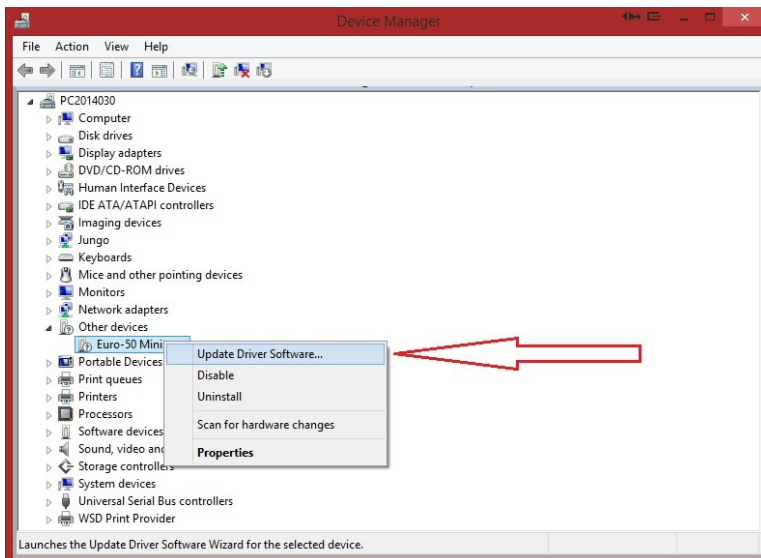 Device Manager
File Action View Help
PC2014030
Computer
Disk drives
Display adapters
DVD/CD-ROM drives
Human Interface Devices
IDE ATA/ATAPI controllers
Imaging devices
Jungo
Keyboards
Mice and other pointing devices
Monitors
Network adapters
Other devices
Euro-50 Mini
Update Driver Software...
Portable Devices
Disable
Print queues
Printers
Uninstall
Processors
Scan for hardware changes
Software devices
Sound, video and
Properties
Storage controllers
System devices
Universal Serial Bus controllers
WSD Print Provider
Launches the Update Driver Software Wizard for the selected device.